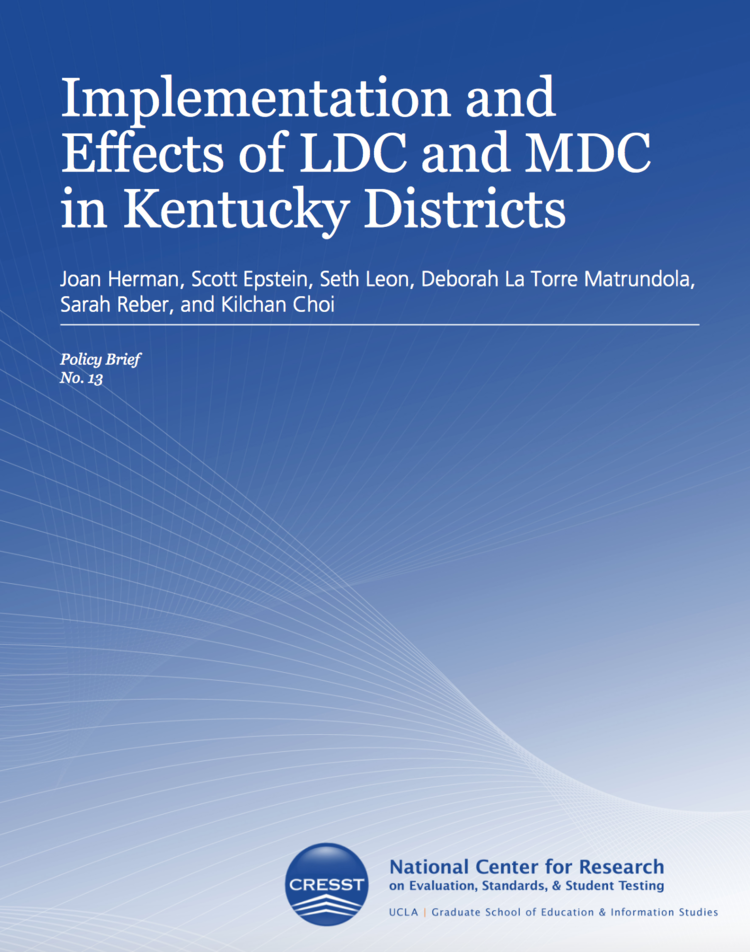 Implementation and
Effects of LDC and MDC
in Kentucky Districts
Joan Herman, Scott Epstein, Seth Leon, Deborah La Torre Matrundola,
Sarah Reber, and Kilchan Choi
Policy Brief
No. 13
CRESST
National Center for Research
on Evaluation, Standards, & Student Testing
UCLA | Graduate School of Education & Information Studies